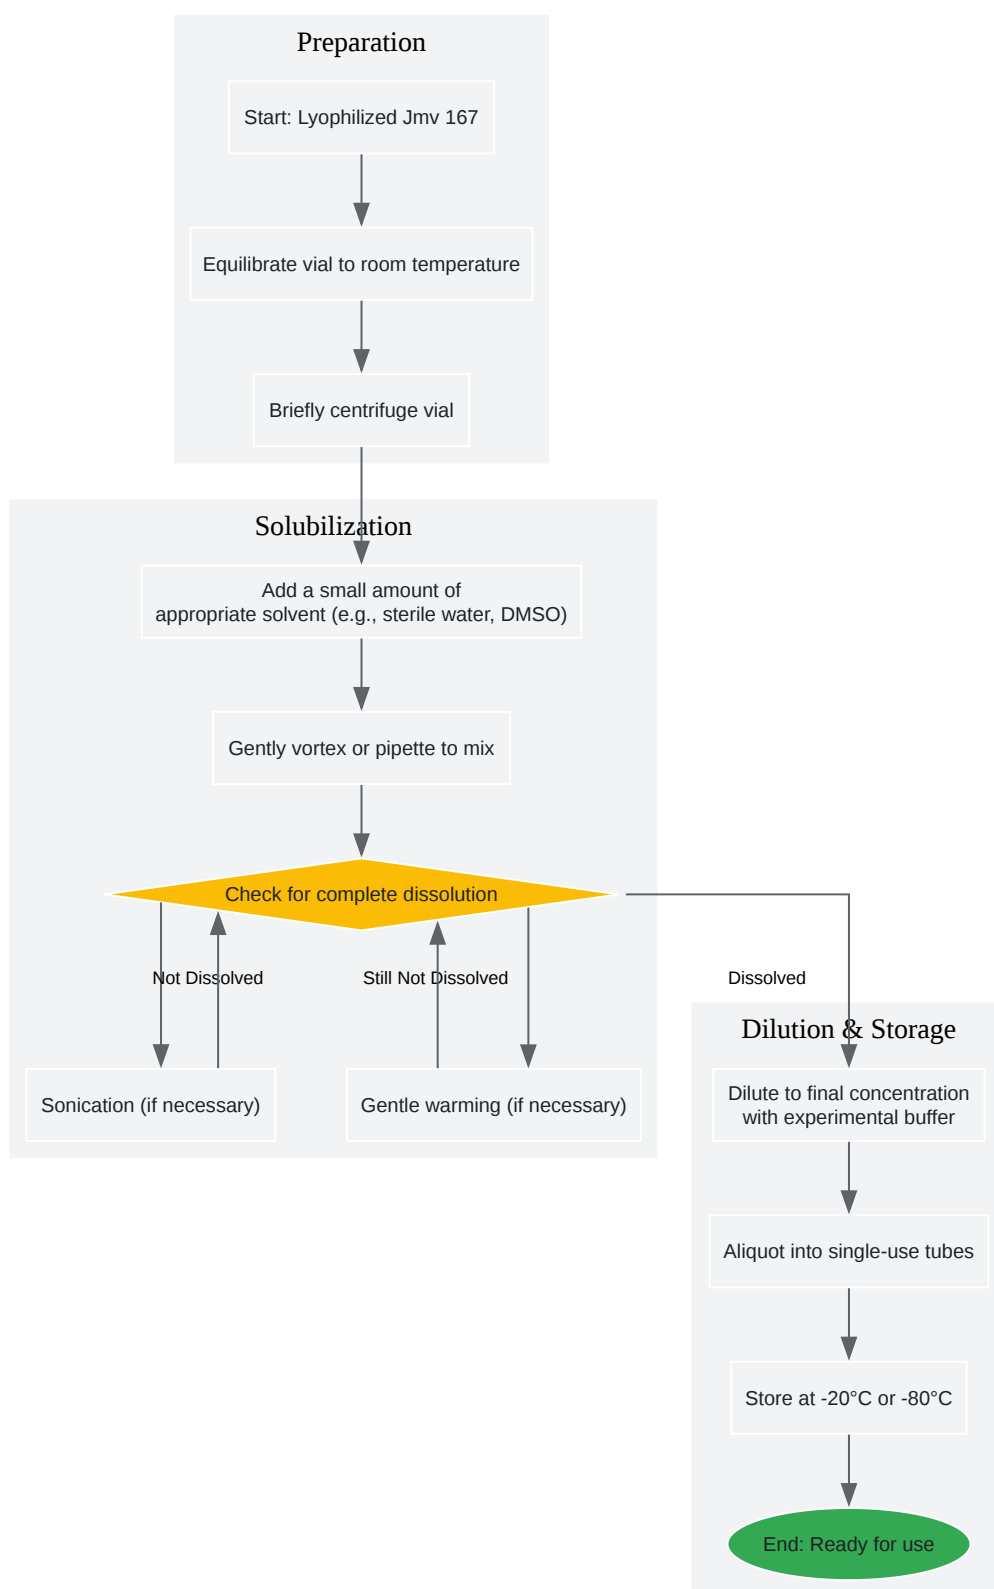 Preparation
Start: Lyophilized Jmv 167
Equilibrate vial to room temperature
Briefly centrifuge vial
Solubilization
Add a small amount of
appropriate solvent (e.g., sterile water, DMSO)
Gently vortex or pipette to mix
Check for complete dissolution
Not Dissolved
Still Not Dissolved
Dissolved
Sonication (if necessary)
Gentle warming (if necessary)
Dilution & Storage
Dilute to final concentration
with experimental buffer
Aliquot into single-use tubes
Store at -20°C or -80°C
End: Ready for use